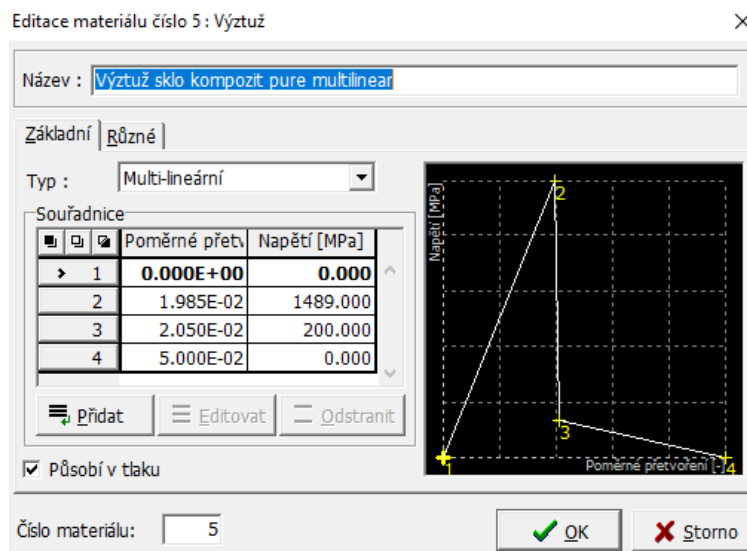 Editace materiálu číslo 5 : Výztuž
Název : Výztuž sklo kompozit pure multilinear
Základní Různé
Typ : Multi-lineární
Souřadnice
Poměrné přetv Napětí [MPa]
1 0.000E+00 0.000
2 1.985E-02 1489.000
3 2.050E-02 200.000
4 5.000E-02 0.000
Přidat Editovat Odstranit
Působí v tlaku
Napětí [MPa]
2
3
Poměrné přetvoření [-]
1 4
Číslo materiálu: 5
OK Storno